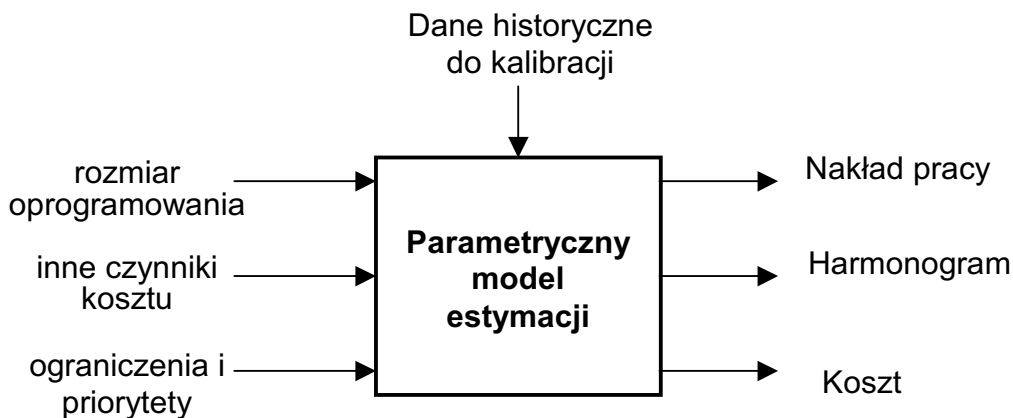 Dane historyczne
do kalibracji
rozmiar
oprogramowania
inne czynniki
kosztu
ograniczenia i
priorytety
Parametryczny
model
estymacji
Nakład pracy
Harmonogram
Koszt